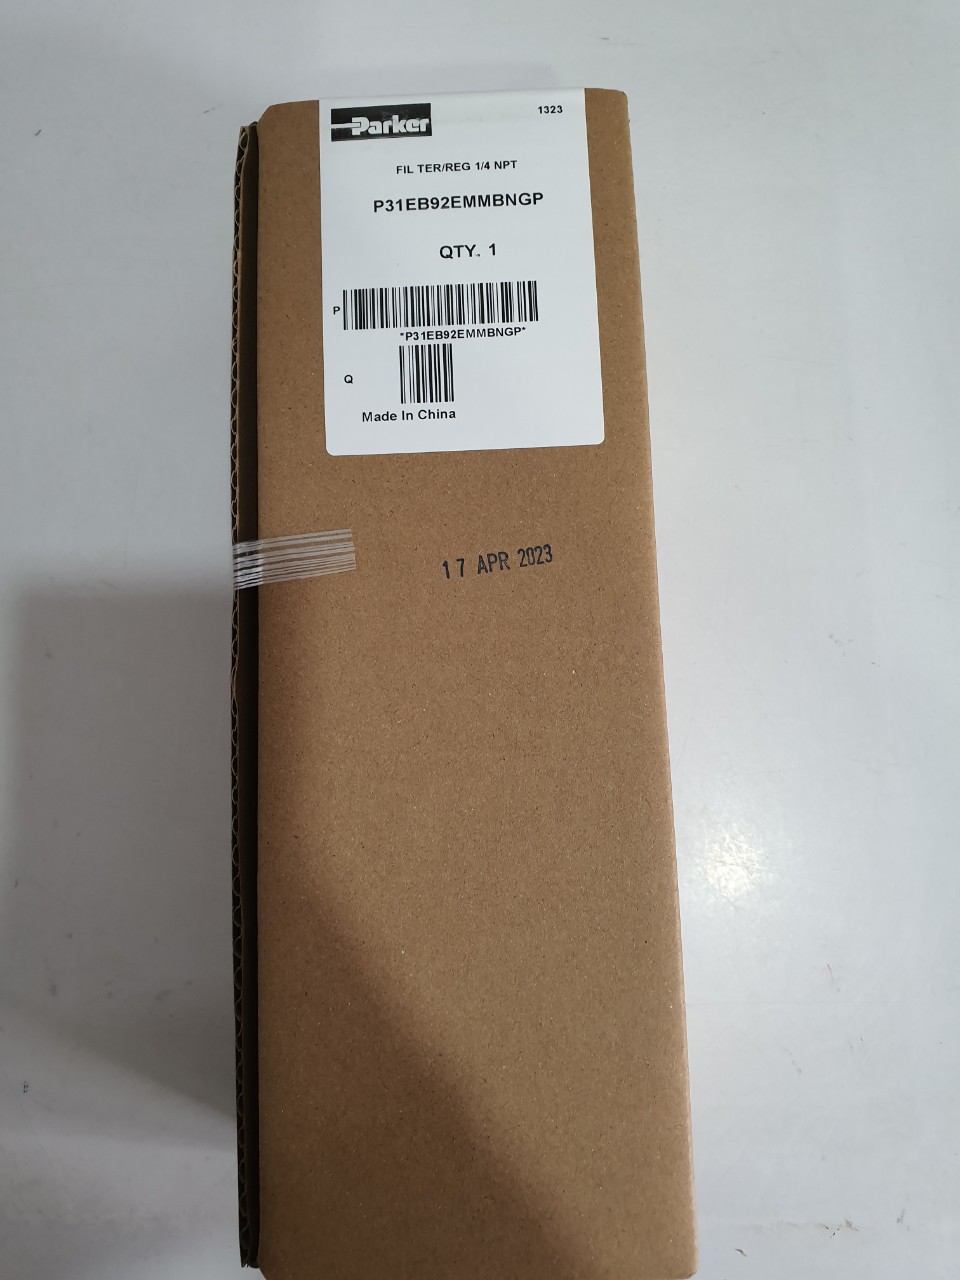 Parker
1323
FIL TER/REG 1/4 NPT
P31EB92EMMBNGP
QTY. 1
P
*P31EB92EMMBNGP*
Q
Made In China
17 APR 2023